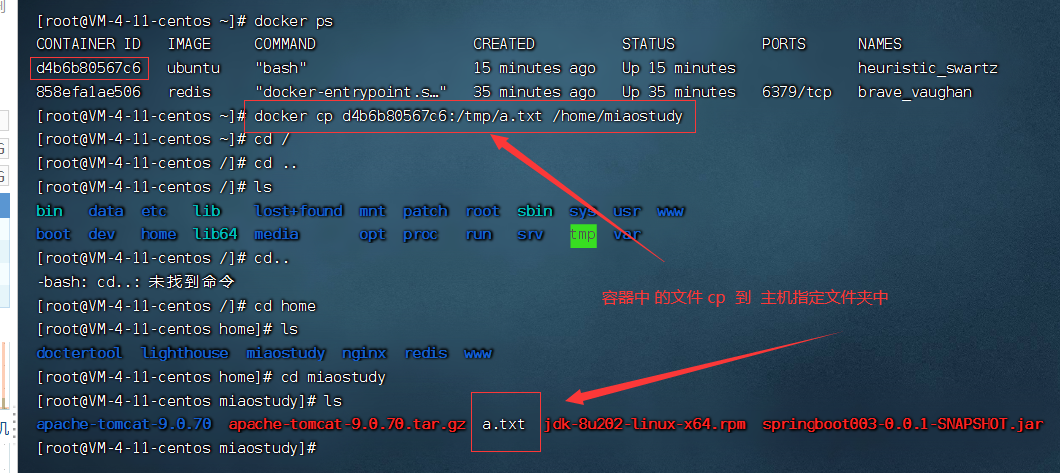 [root@VM-4-11-centos ~]# docker ps
CONTAINER ID IMAGE COMMAND CREATED STATUS PORTS NAMES
d4b6b80567c6 ubuntu "bash" 15 minutes ago Up 15 minutes heuristic_swartz
858efa1ae506 redis "docker-entrypoint.s…" 35 minutes ago Up 35 minutes 6379/tcp brave_vaughan
[root@VM-4-11-centos ~]# docker cp d4b6b80567c6:/tmp/a.txt /home/miaostudy
[root@VM-4-11-centos ~]# cd /
[root@VM-4-11-centos /]# cd ..
[root@VM-4-11-centos /]# ls
bin data etc lib lost+found mnt patch root sbin sys usr www
boot dev home lib64 media opt proc run srv tmp var
[root@VM-4-11-centos /]# cd..
-bash: cd..: 未找到命令
[root@VM-4-11-centos /]# cd home
容器中 的文件 cp 到 主机指定文件夹中
[root@VM-4-11-centos home]# ls
doctertool lighthouse miaostudy nginx redis www
[root@VM-4-11-centos home]# cd miaostudy
[root@VM-4-11-centos miaostudy]# ls
apache-tomcat-9.0.70 apache-tomcat-9.0.70.tar.gz a.txt jdk-8u202-linux-x64.rpm springboot003-0.0.1-SNAPSHOT.jar
[root@VM-4-11-centos miaostudy]#